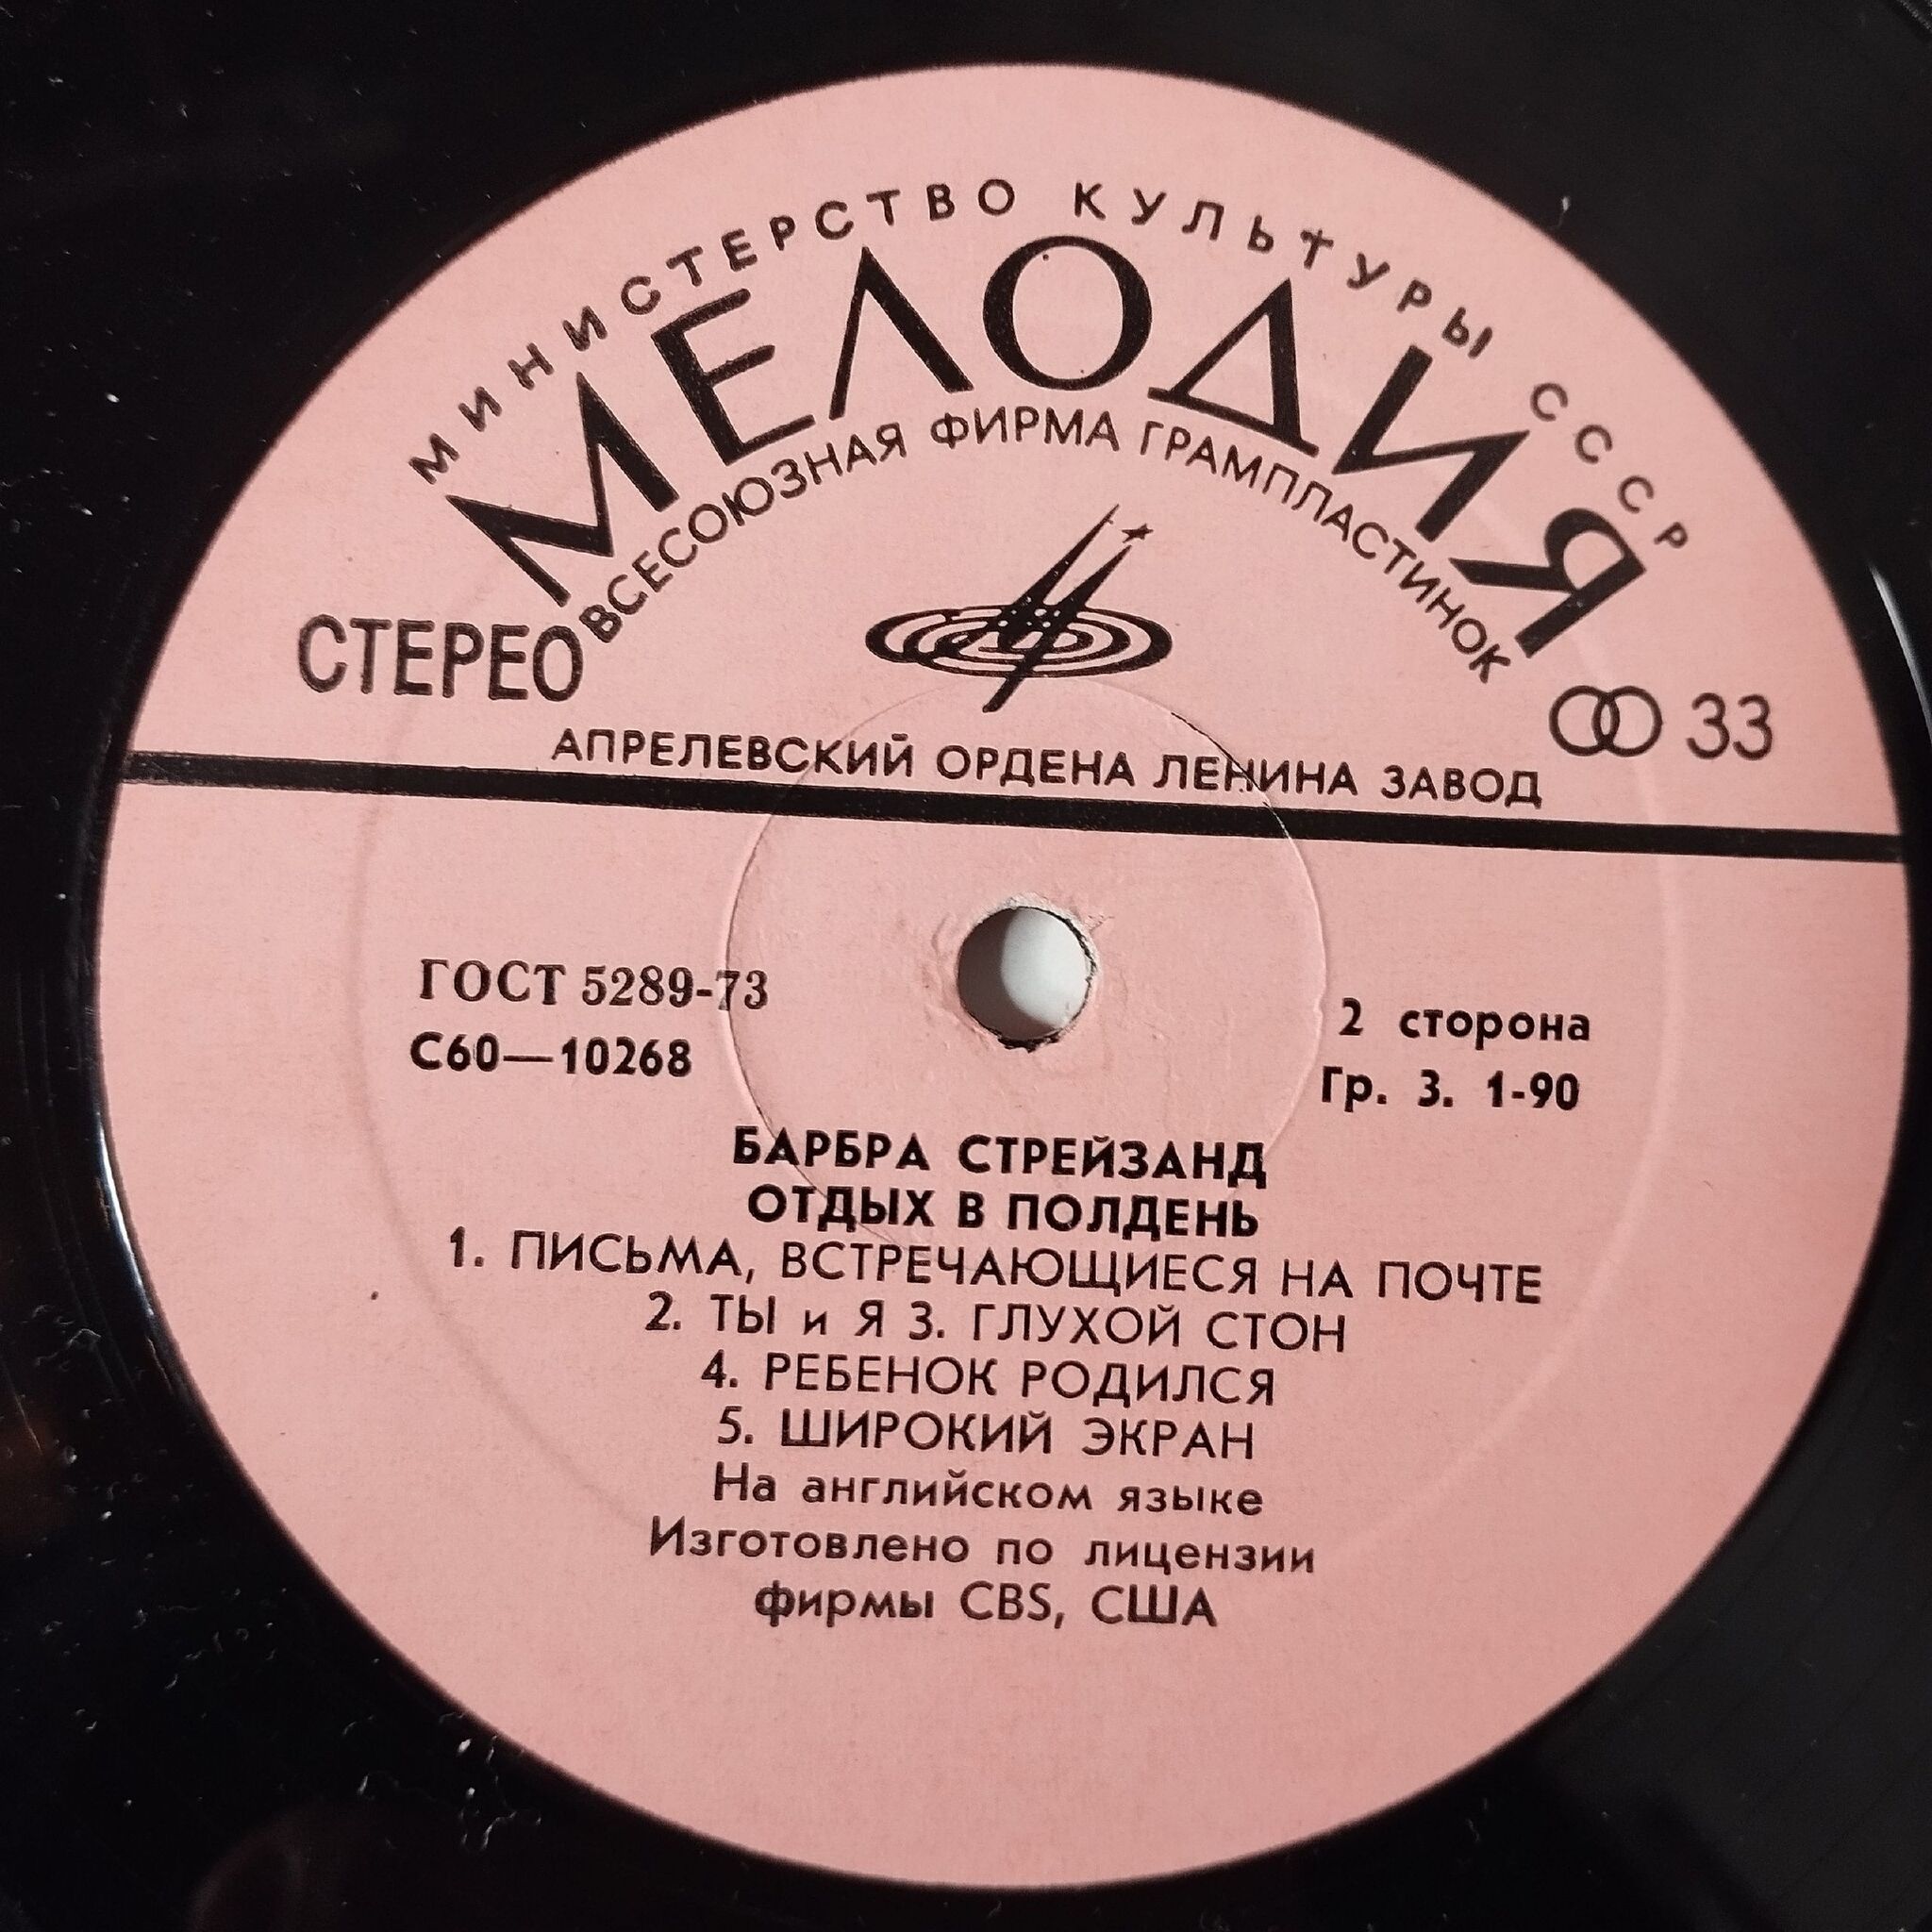 МИНИСТЕРСТВО КУЛЬТУРЫ СССР
МЕЛОДИЯ
ВСЕСОЮЗНАЯ ФИРМА ГРАМПЛАСТИНОК
СТЕРЕО
33
АПРЕЛЕВСКИЙ ОРДЕНА ЛЕНИНА ЗАВОД
ГОСТ 5289-73
С60—10268
2 сторона
Гр. 3. 1-90
БАРБРА СТРЕЙЗАНД
ОТДЫХ В ПОЛДЕНЬ
1. ПИСЬМА, ВСТРЕЧАЮЩИЕСЯ НА ПОЧТЕ
2. ТЫ и Я 3. ГЛУХОЙ СТОН
4. РЕБЕНОК РОДИЛСЯ
5. ШИРОКИЙ ЭКРАН
На английском языке
Изготовлено по лицензии
фирмы CBS, США